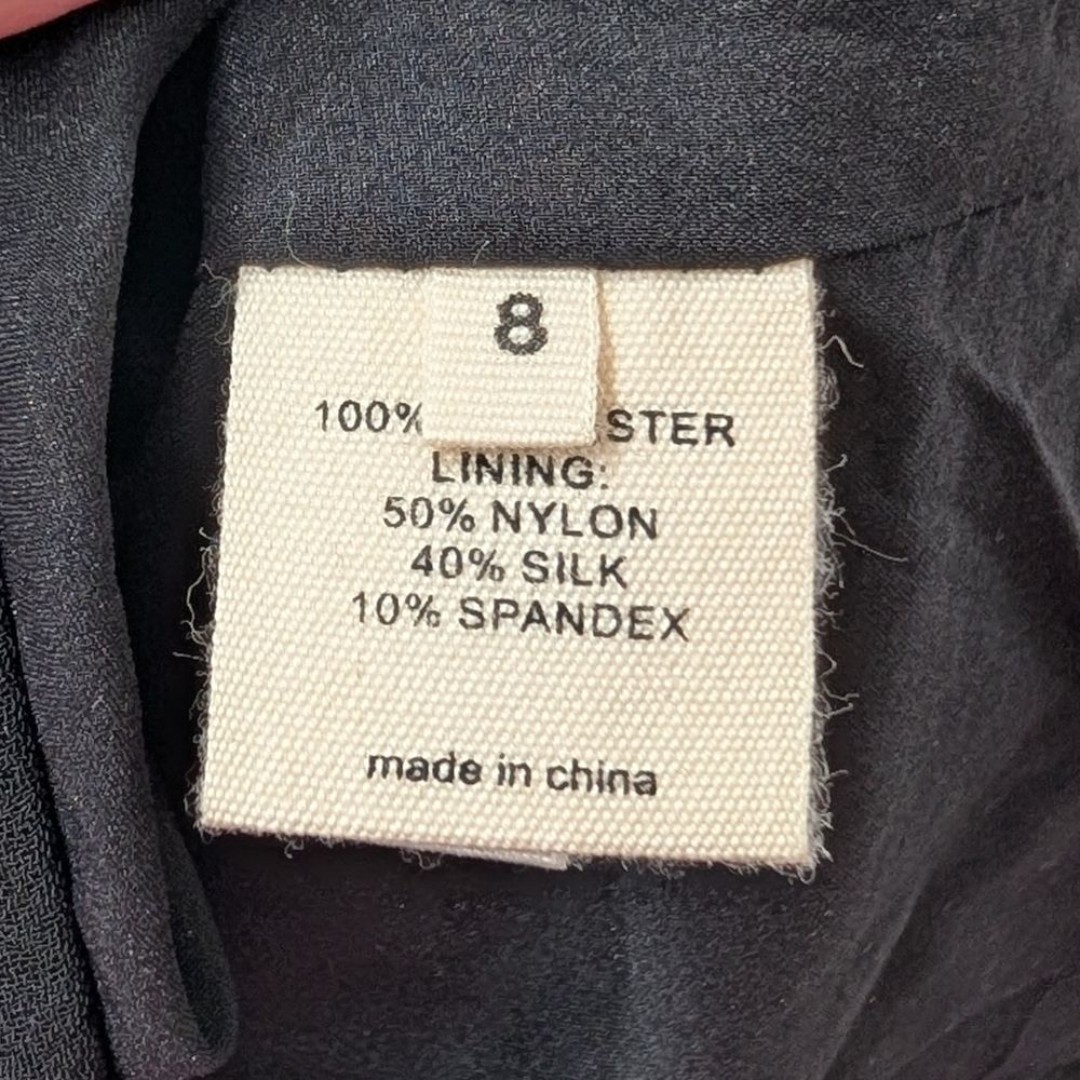 8
100% STER
LINING:
50% NYLON
40% SILK
10% SPANDEX
made in china